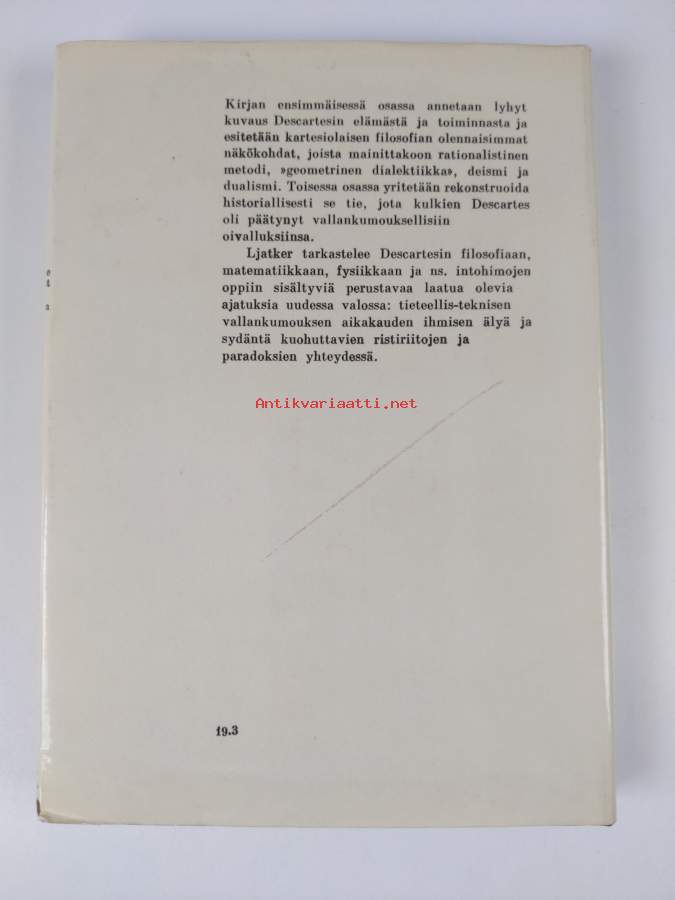 Kirjan ensimmäisessä osassa annetaan lyhyt
kuvaus Descartesin elämästä ja toiminnasta ja
esitetään kartesiolaisen filosofian olennaisimmat
näkökohdat, joista mainittakoon rationalistinen
metodi, »geometrinen dialektiikka», deismi ja
dualismi. Toisessa osassa yritetään rekonstruoida
historiallisesti se tie, jota kulkien Descartes
oli päätynyt vallankumouksellisiin
oivalluksiinsa.
Ljatker tarkastelee Descartesin filosofiaan,
matematiikkaan, fysiikkaan ja ns. intohimojen
oppiin sisältyviä perustavaa laatua olevia
ajatuksia uudessa valossa: tieteellis-teknisen
vallankumouksen aikakauden ihmisen älyä ja
sydäntä kuohuttavien ristiriitojen ja
paradoksien yhteydessä.
Antikvariaatti.net
19.3